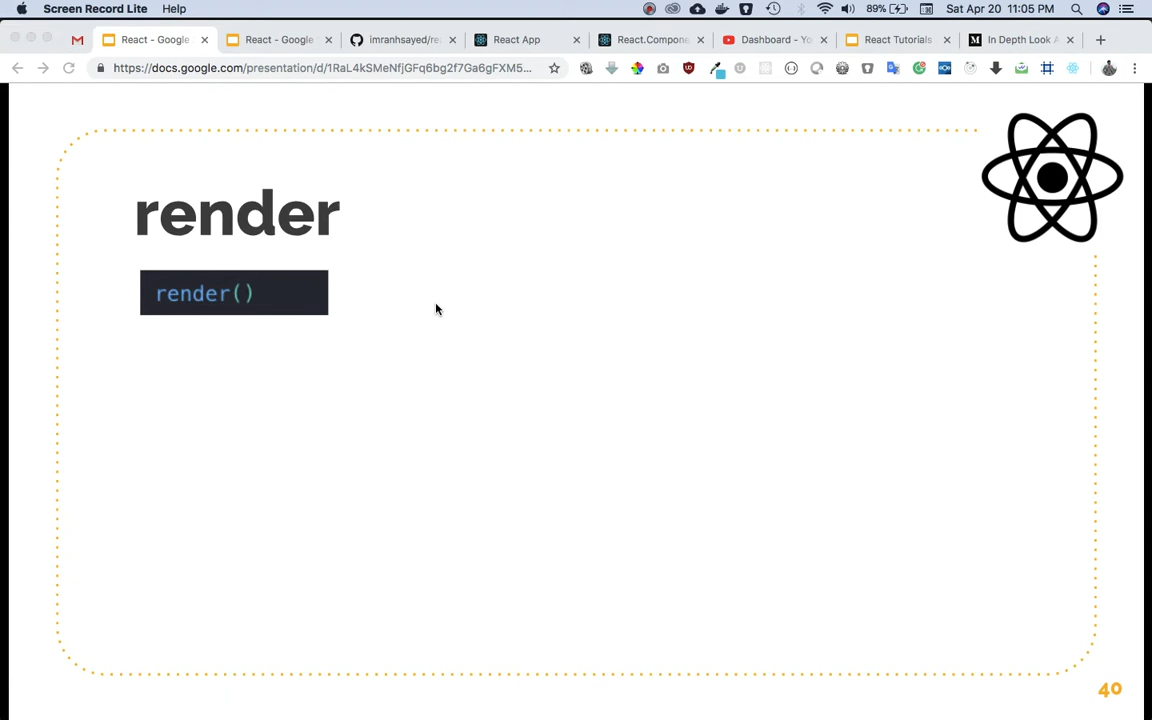 Screen Record Lite Help 89% Sat Apr 20 11:05 PM
React - Google React - Google imranhsayed/re React App React.Compone Dashboard - Yo React Tutorials In Depth Look A
https://docs.google.com/presentation/d/1RaL4kSMeNfjGFq6bg2f7Ga6gFXM5...
render
render()
40